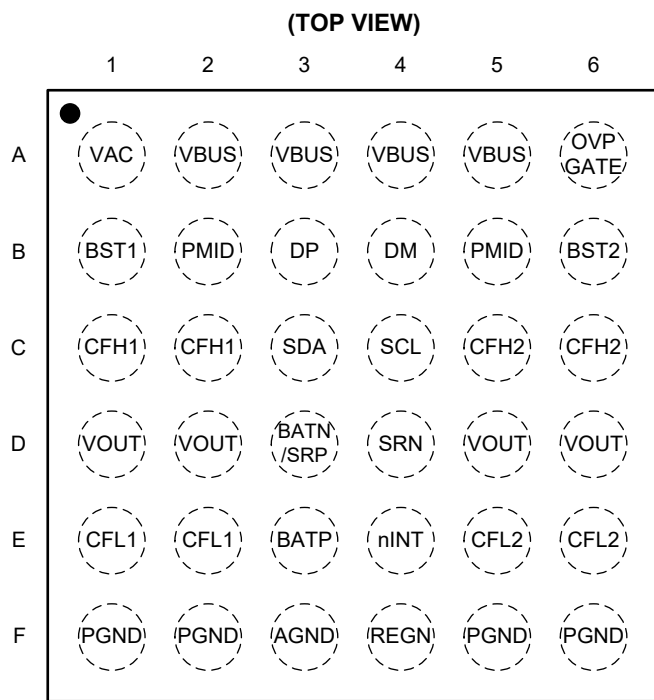 (TOP VIEW)
1 2 3 4 5 6
A VAC VBUS VBUS VBUS VBUS OVP GATE
B BST1 PMID DP DM PMID BST2
C CFH1 CFH1 SDA SCL CFH2 CFH2
D VOUT VOUT BATN /SRP SRN VOUT VOUT
E CFL1 CFL1 BATP nINT CFL2 CFL2
F PGND PGND AGND REGN PGND PGND